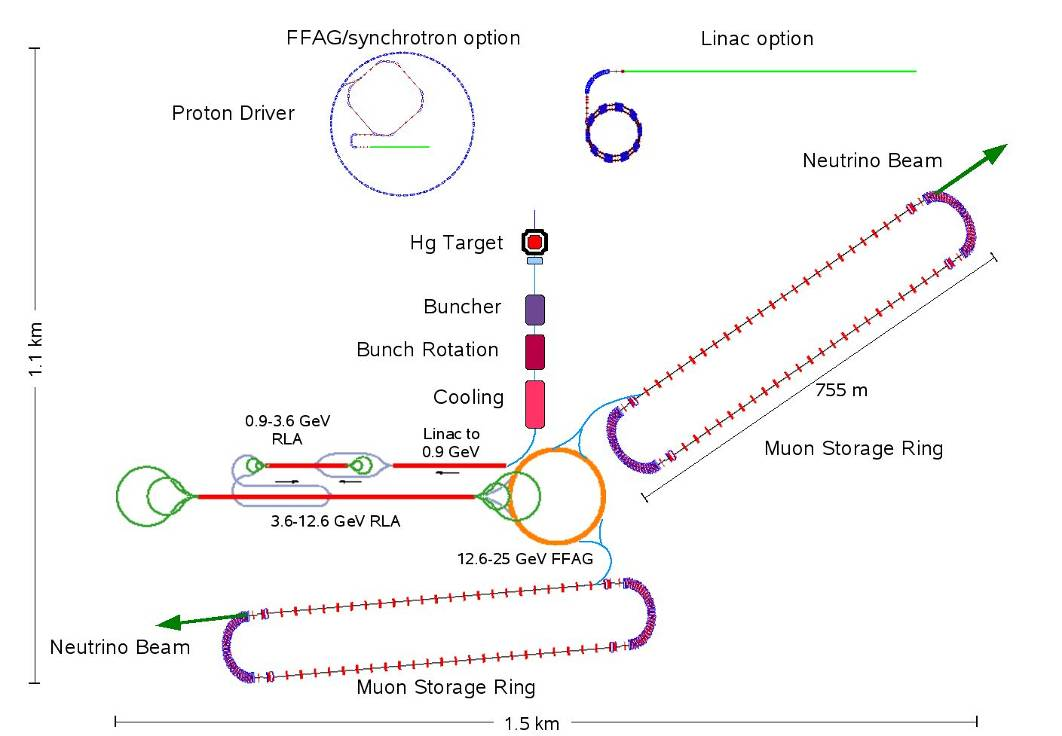 FFAG/synchrotron option
Linac option
Proton Driver
Neutrino Beam
Hg Target
Buncher
Bunch Rotation
Cooling
1.1 km
755 m
0.9-3.6 GeV
RLA
Linac to
0.9 GeV
Muon Storage Ring
3.6-12.6 GeV RLA
12.6-25 GeV FFAG
Neutrino Beam
Muon Storage Ring
1.5 km